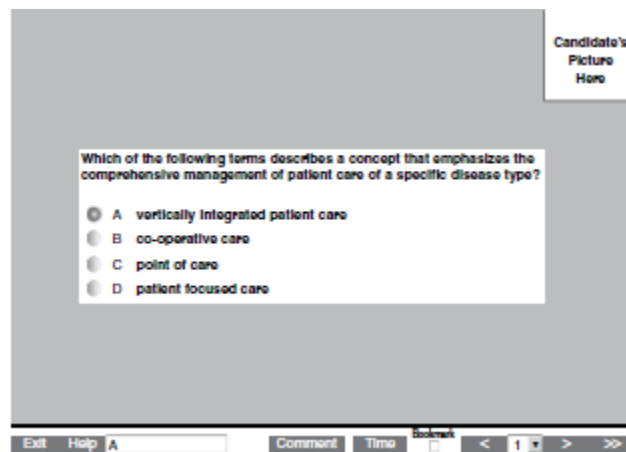 Candidate's
Picture
Here
Which of the following terms describes a concept that emphasizes the
comprehensive management of patient care of a specific disease type?
A vertically integrated patient care
B co-operative care
C point of care
D patient focused care
Bookmark
Exit Help A Comment Time < 1 > >>